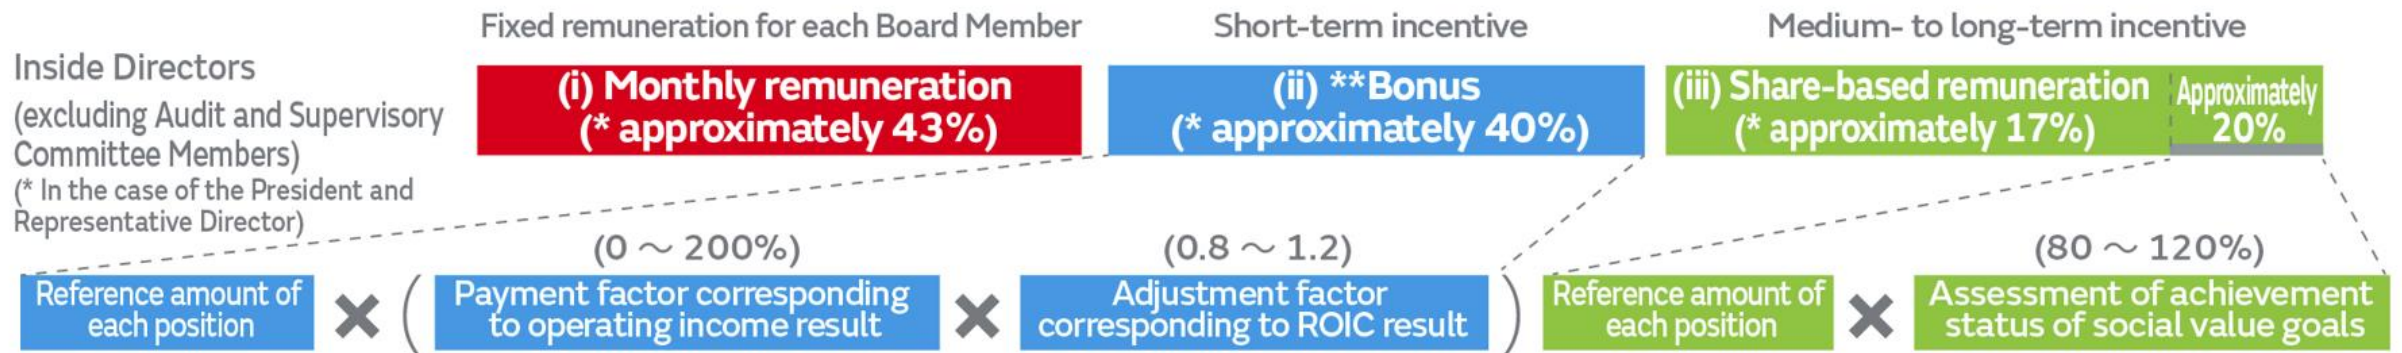 Fixed remuneration for each Board Member
Short-term incentive
Medium- to long-term incentive
Inside Directors
(excluding Audit and Supervisory
Committee Members)
(* In the case of the President and
Representative Director)
(i) Monthly remuneration
(* approximately 43%)
(ii) **Bonus
(* approximately 40%)
(iii) Share-based remuneration
(* approximately 17%)
Approximately
20%
(0 ～ 200%)
(0.8 ～ 1.2)
(80 ～ 120%)
Reference amount of
each position
×
(
Payment factor corresponding
to operating income result
×
Adjustment factor
corresponding to ROIC result
)
Reference amount of
each position
×
Assessment of achievement
status of social value goals